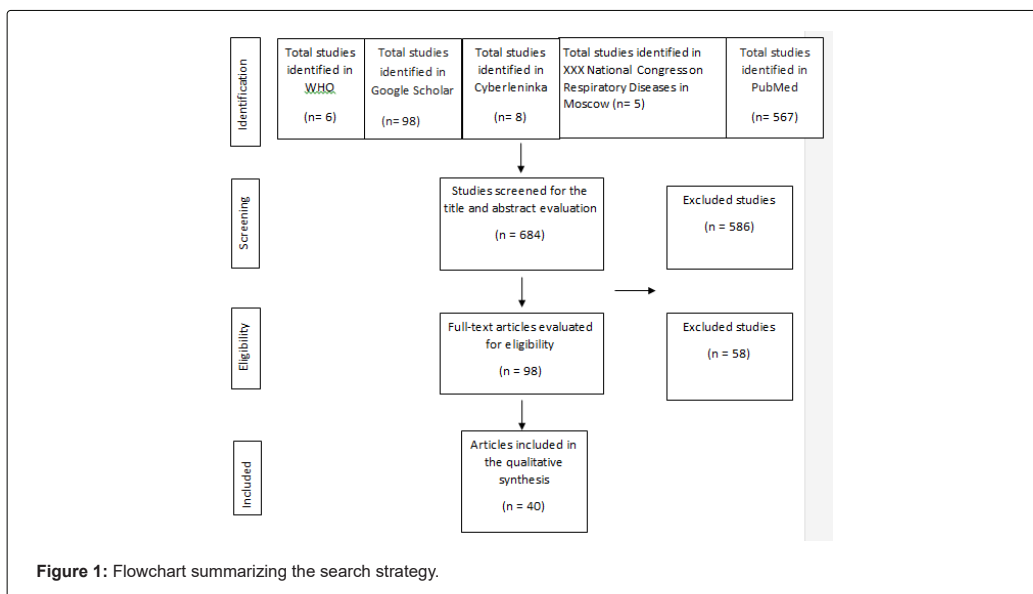 Identification
Total studies
identified in
WHO
(n= 6)
Total studies
identified in
Google Scholar
(n= 98)
Total studies
identified in
Cyberleninka
(n= 8)
Total studies identified in
XXX National Congress on
Respiratory Diseases in
Moscow (n= 5)
Total studies
identified in
PubMed
(n= 567)
Screening
Studies screened for the
title and abstract evaluation
(n = 684)
Excluded studies
(n = 586)
Eligibility
Full-text articles evaluated
for eligibility
(n = 98)
Excluded studies
(n = 58)
Included
Articles included in
the qualitative
synthesis
(n = 40)
Figure 1: Flowchart summarizing the search strategy.